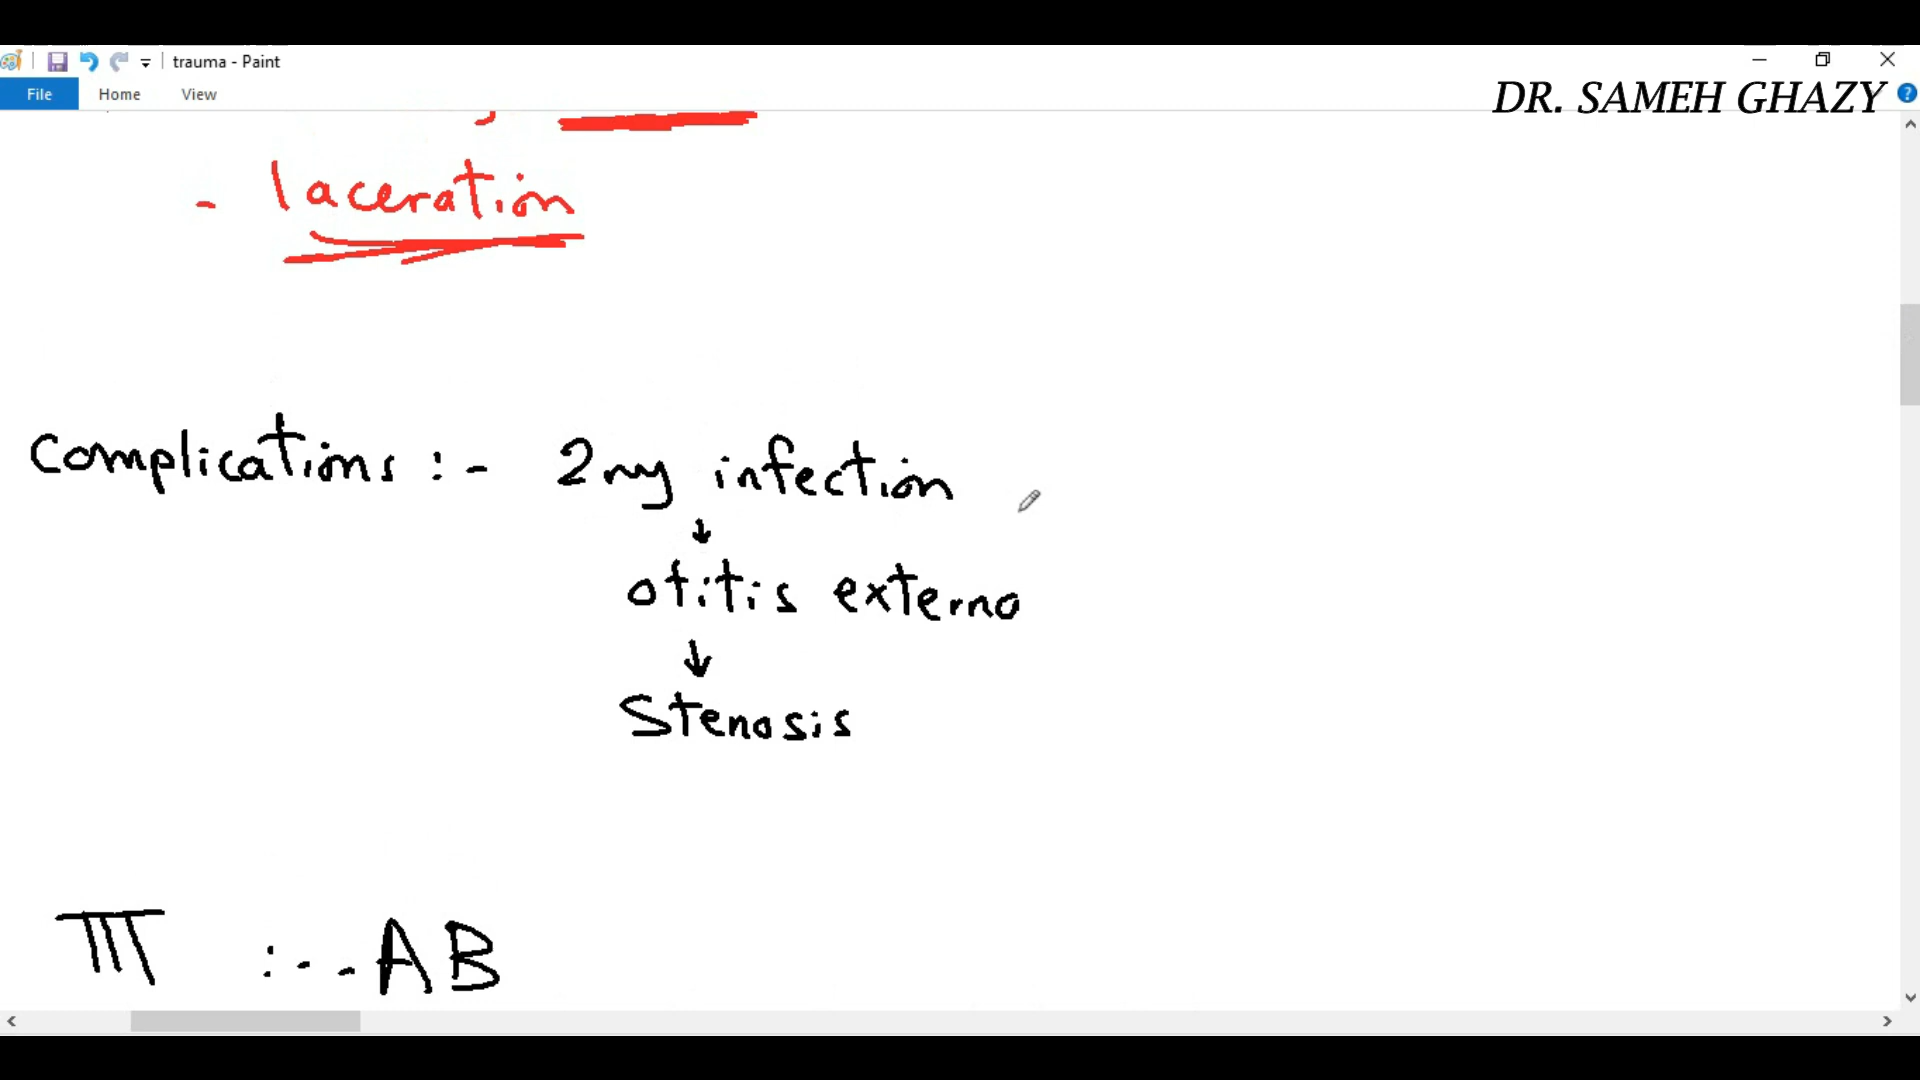 trauma - Paint
File Home View
DR. SAMEH GHAZY
- laceration
Complications :- 2ry infection
↓
otitis externa
↓
Stenosis
TTT :- - AB